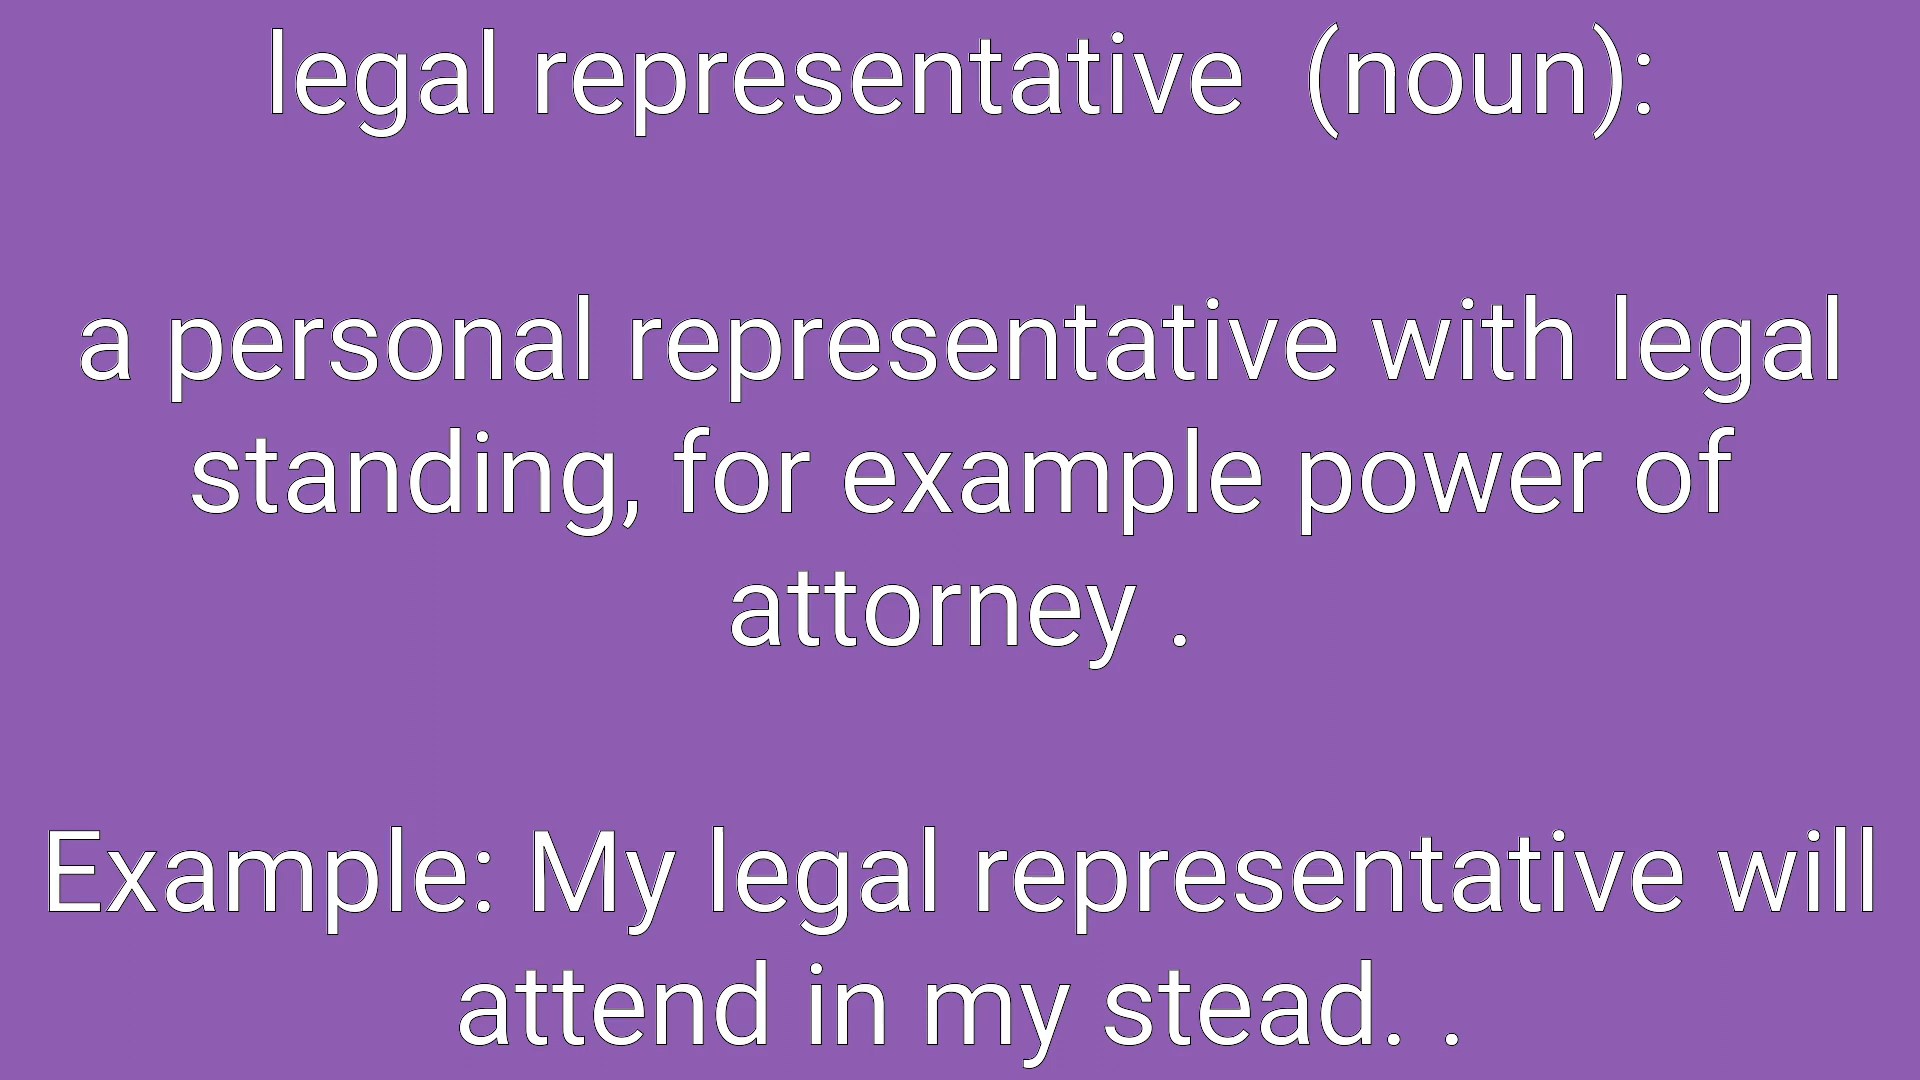 legal representative  (noun):
a personal representative with legal
standing, for example power of
attorney .
Example: My legal representative will
attend in my stead. .